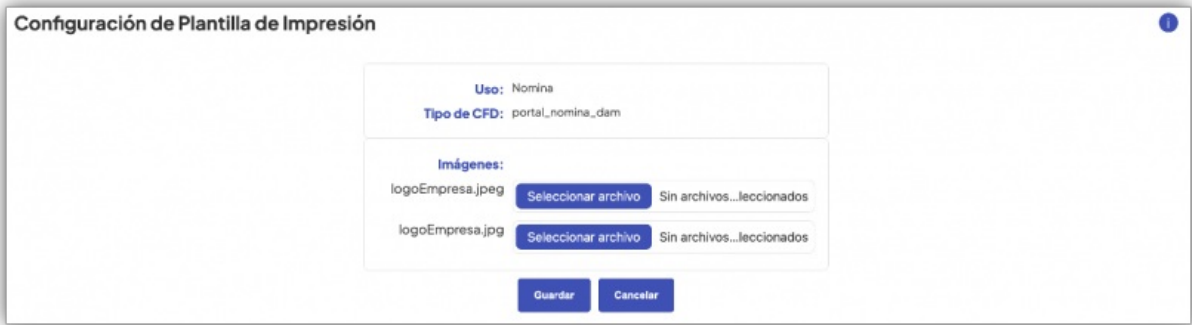 Configuración de Plantilla de Impresión
i
Uso: Nomina
Tipo de CFD: portal_nomina_dam
Imágenes:
logoEmpresa.jpeg Seleccionar archivo Sin archivos...leccionados
logoEmpresa.jpg Seleccionar archivo Sin archivos...leccionados
Guardar Cancelar